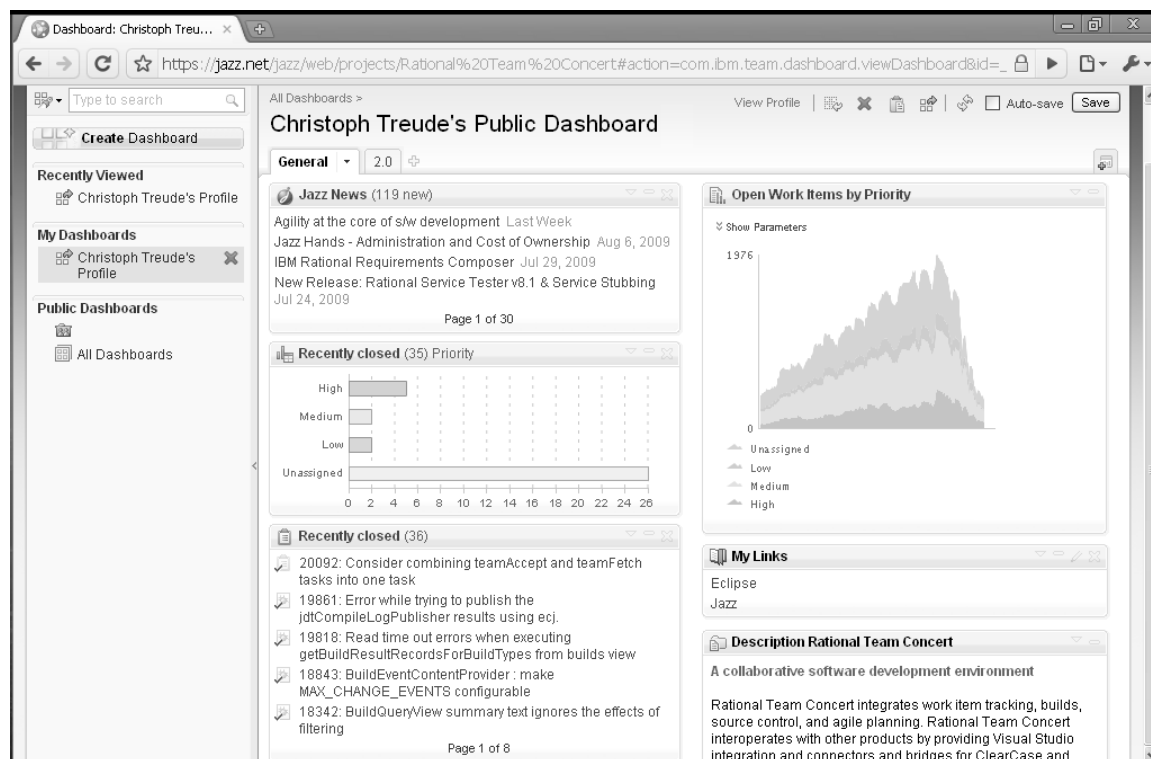 Dashboard: Christoph Treu...
https://jazz.net/jazz/web/projects/Rational%20Team%20Concert#action=com.ibm.team.dashboard.viewDashboard&id=_
Type to search
Create Dashboard
Recently Viewed
Christoph Treude's Profile
My Dashboards
Christoph Treude's
Profile
Public Dashboards
All Dashboards
All Dashboards >
View Profile
Auto-save
Save
Christoph Treude's Public Dashboard
General
2.0
Jazz News (119 new)
Agility at the core of s/w development Last Week
Jazz Hands - Administration and Cost of Ownership Aug 6, 2009
IBM Rational Requirements Composer Jul 29, 2009
New Release: Rational Service Tester v8.1 & Service Stubbing
Jul 24, 2009
Page 1 of 30
Recently closed (35) Priority
High
Medium
Low
Unassigned
0 2 4 6 8 10 12 14 16 18 20 22 24 26
Recently closed (36)
20092: Consider combining teamAccept and teamFetch
tasks into one task
19861: Error while trying to publish the
jdtCompileLogPublisher results using ecj.
19818: Read time out errors when executing
getBuildResultRecordsForBuildTypes from builds view
18843: BuildEventContentProvider : make
MAX_CHANGE_EVENTS configurable
18342: BuildQueryView summary text ignores the effects of
filtering
Page 1 of 8
Open Work Items by Priority
Show Parameters
1976
0
Unassigned
Low
Medium
High
My Links
Eclipse
Jazz
Description Rational Team Concert
A collaborative software development environment
Rational Team Concert integrates work item tracking, builds,
source control, and agile planning. Rational Team Concert
interoperates with other products by providing Visual Studio
integration and connectors and bridges for ClearCase and